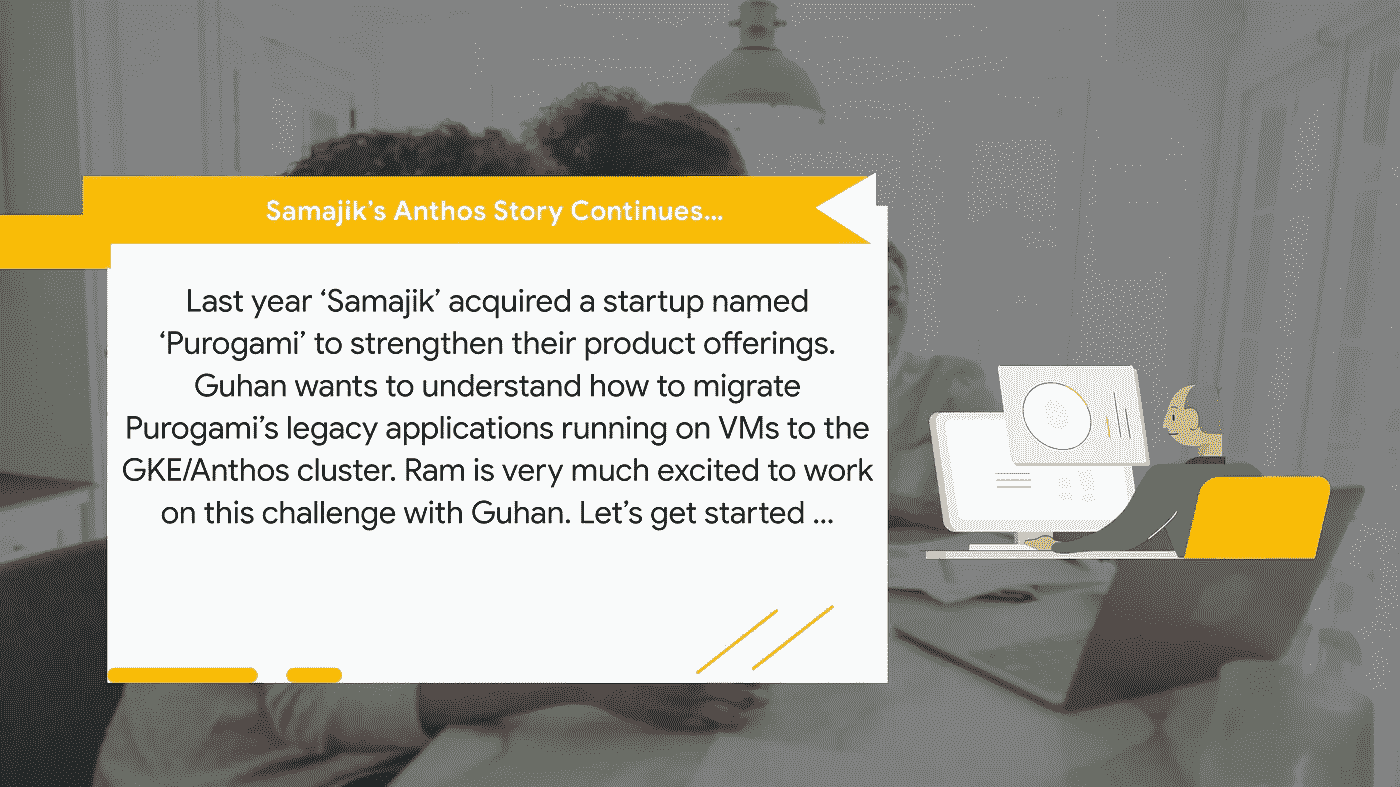 Samajik's Anthos Story Continues...
Last year ‘Samajik’ acquired a startup named
‘Purogami’ to strengthen their product offerings.
Guhan wants to understand how to migrate
Purogami’s legacy applications running on VMs to the
GKE/Anthos cluster. Ram is very much excited to work
on this challenge with Guhan. Let’s get started ...